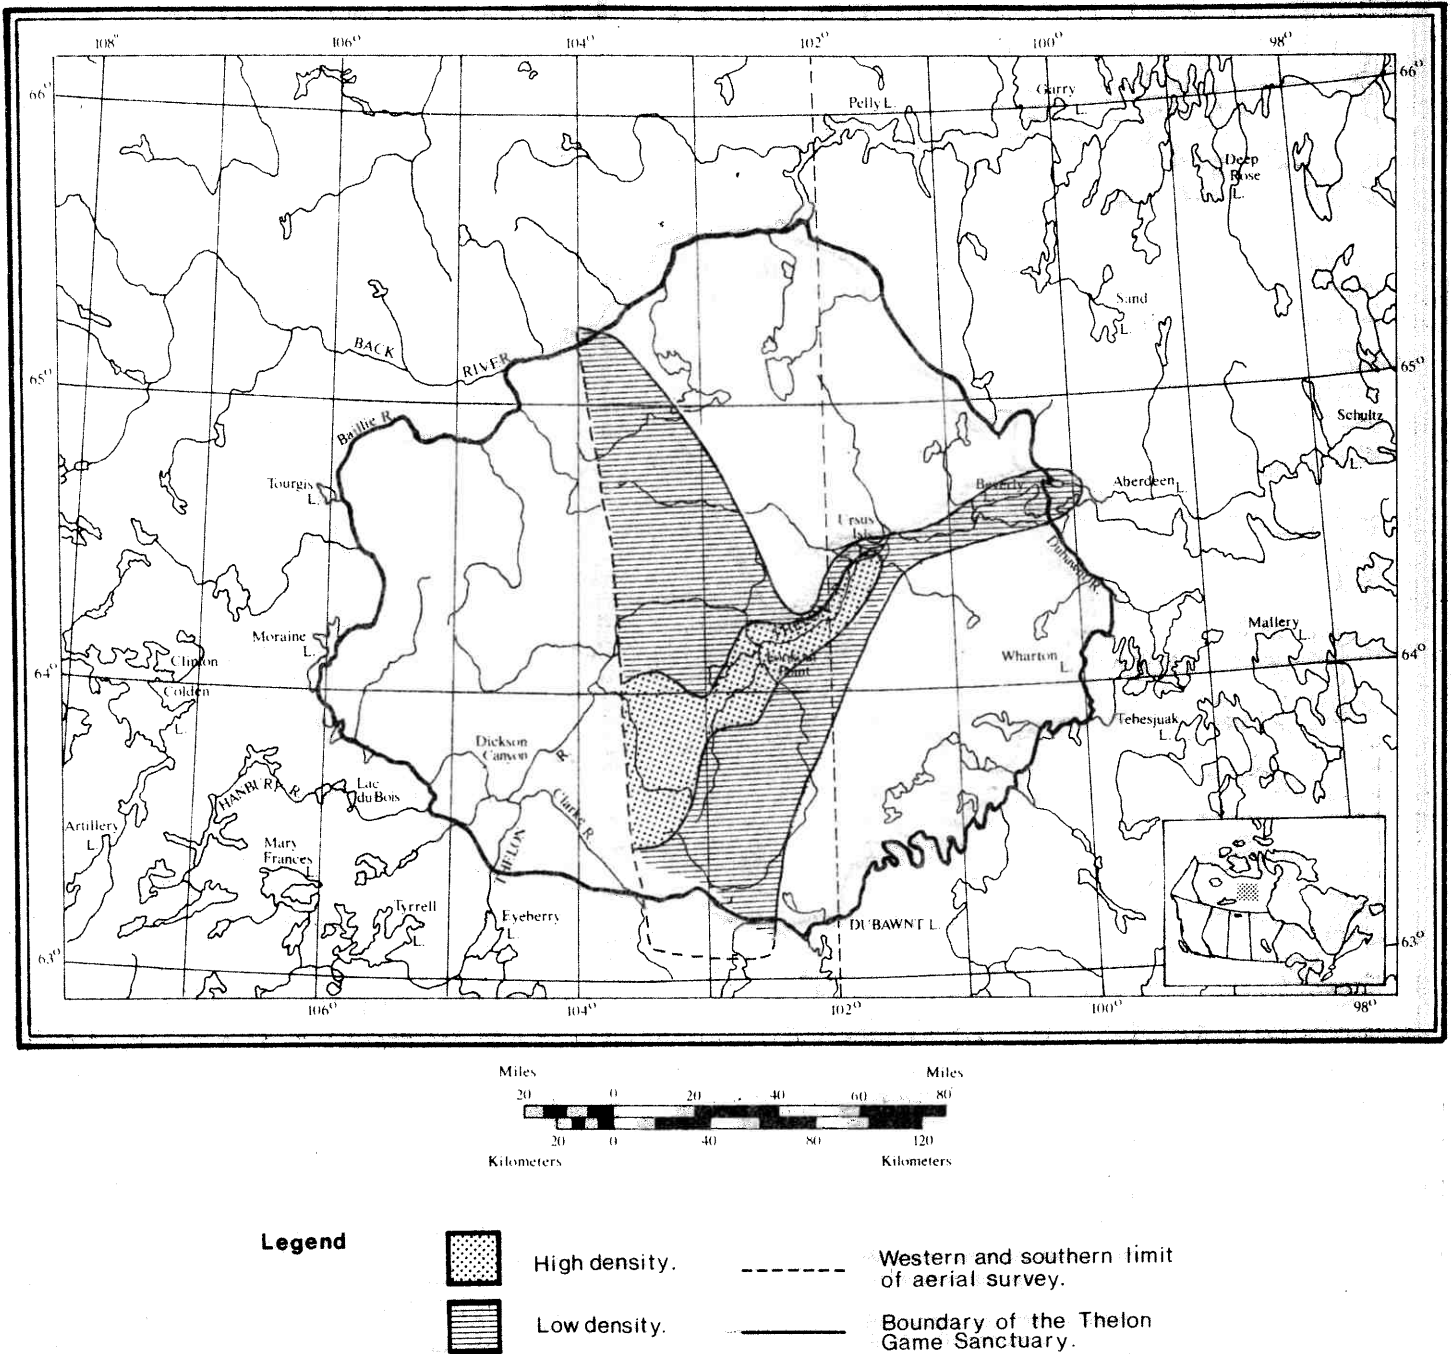 108° 106° 104° 102° 100° 98°
66° 66°
Pelly L.
Garry
L.
Deep
Rose
L.
Sand
L.
BACK
RIVER
65° 65°
Baillie R.
Schultz
L.
Tourgis
L.
Beverly
Aberdeen L.
Ursus
Isle
Dubawnt R.
Moraine
L.
Mallery
L.
Clinton
Colden
L.
Wharton
L.
64° 64°
THELON
Tehesjuak
L.
Dickson
Canyon
R.
HANBURY R.
Lac
du Bois
Clarke R.
Artillery
L.
Mary
Frances
L.
THELON
Tyrrell
L.
Eyeberry
L.
DUBAWNT L.
63° 63°
106° 104° 102° 100° 98°
Miles Miles
20 0 20 40 60 80
20 0 40 80 120
Kilometers Kilometers
Legend
High density.
Western and southern limit
of aerial survey.
Low density.
Boundary of the Thelon
Game Sanctuary.